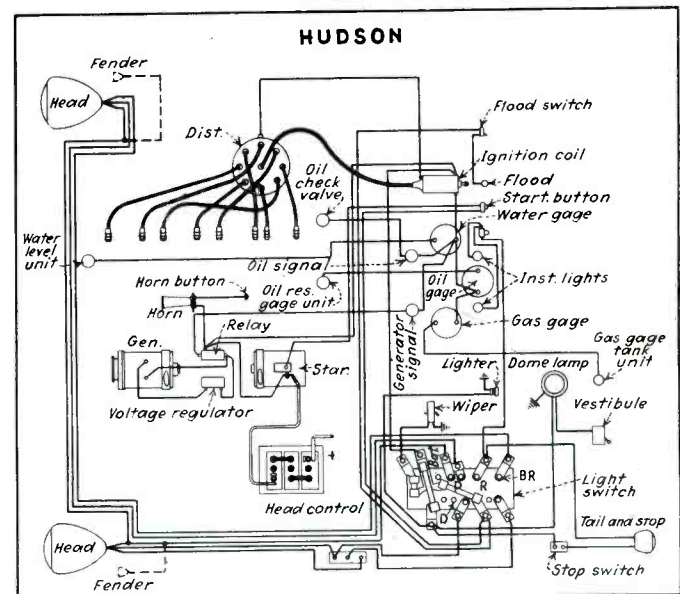 HUDSON
Fender
Head
Flood switch
Dist.
Ignition coil
Oil
check
valve
Flood
Start. button
Water gage
Water
level
unit
Oil signal
Horn button
Oil res.
gage unit
Inst. lights
Oil
gage
Horn
Relay
Gas gage
Gen.
Star.
Generator
signal
Gas gage
tank
unit
Lighter
Dome lamp
Voltage regulator
Wiper
Vestibule
Bat.
R
BR
Light
switch
D
+
Head control
Tail and stop
Head
Stop switch
Fender